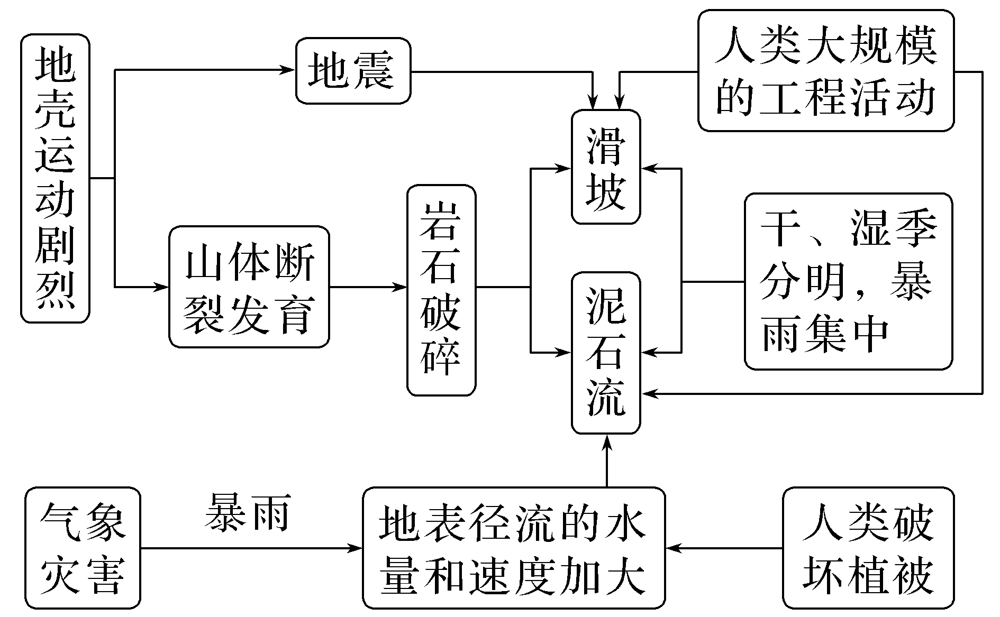 地壳运动剧烈
地震
人类大规模
的工程活动
滑坡
山体断
裂发育
岩石破碎
干、湿季
分明，暴
雨集中
泥石流
气象
灾害
暴雨
地表径流的水
量和速度加大
人类破
坏植被